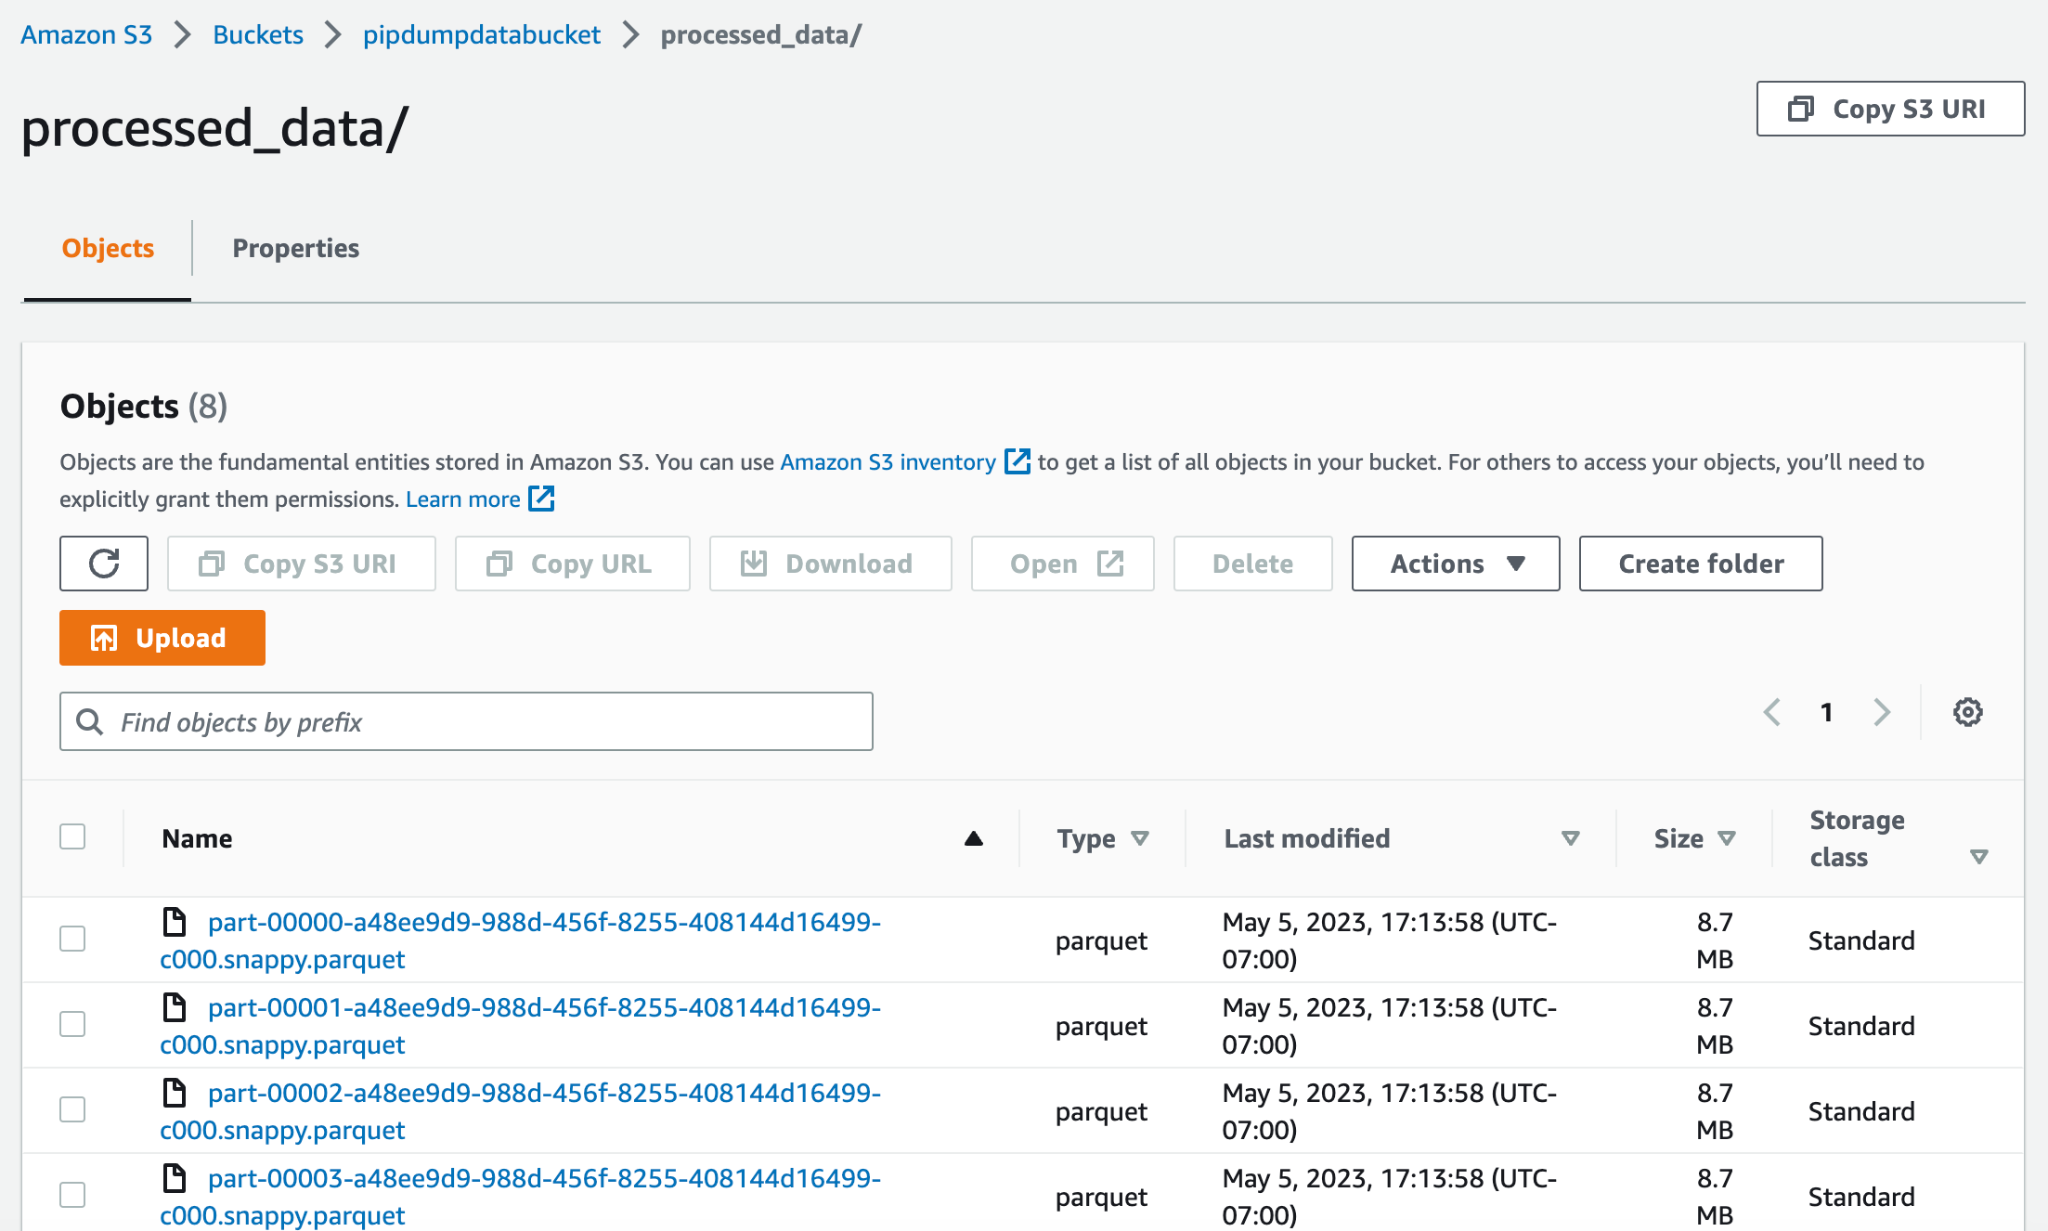 Amazon S3 > Buckets > pipdumpdatabucket > processed_data/
processed_data/
Copy S3 URI
Objects
Properties
Objects (8)
Objects are the fundamental entities stored in Amazon S3. You can use Amazon S3 inventory to get a list of all objects in your bucket. For others to access your objects, you'll need to
explicitly grant them permissions. Learn more
Copy S3 URI
Copy URL
Download
Open
Delete
Actions
Create folder
Upload
Find objects by prefix
1
Name
Type
Last modified
Size
Storage
class
part-00000-a48ee9d9-988d-456f-8255-408144d16499-
c000.snappy.parquet
parquet
May 5, 2023, 17:13:58 (UTC-
07:00)
8.7
MB
Standard
part-00001-a48ee9d9-988d-456f-8255-408144d16499-
c000.snappy.parquet
parquet
May 5, 2023, 17:13:58 (UTC-
07:00)
8.7
MB
Standard
part-00002-a48ee9d9-988d-456f-8255-408144d16499-
c000.snappy.parquet
parquet
May 5, 2023, 17:13:58 (UTC-
07:00)
8.7
MB
Standard
part-00003-a48ee9d9-988d-456f-8255-408144d16499-
c000.snappy.parquet
parquet
May 5, 2023, 17:13:58 (UTC-
07:00)
8.7
MB
Standard